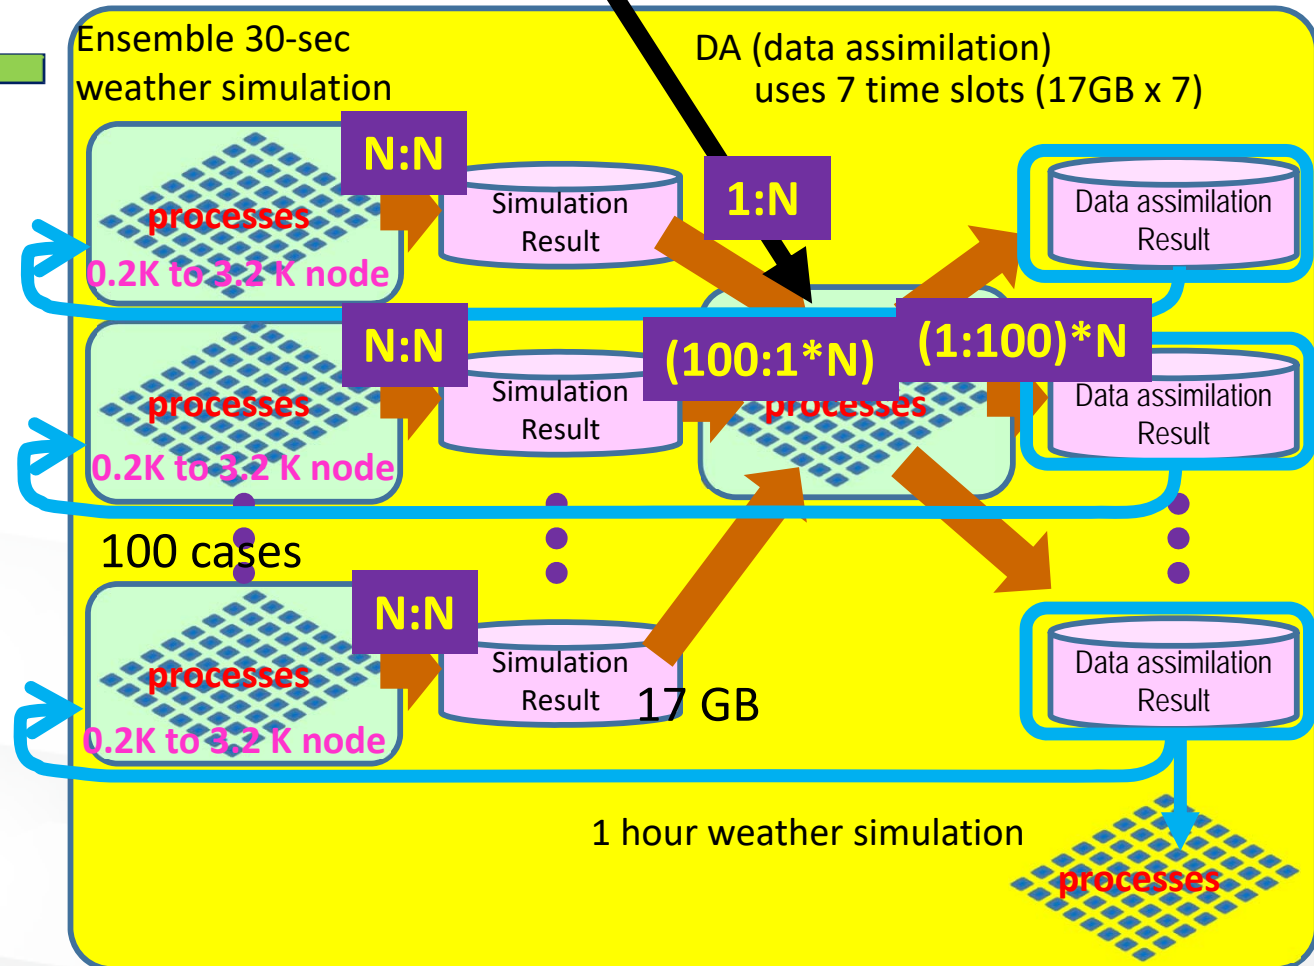 Ensemble 30-sec
weather simulation
DA (data assimilation)
uses 7 time slots (17GB x 7)
N:N
processes
0.2K to 3.2 K node
Simulation
Result
1:N
Data assimilation
Result
N:N
processes
0.2K to 3.2 K node
Simulation
Result
(100:1*N)
(1:100)*N
processes
Data assimilation
Result
100 cases
N:N
processes
0.2K to 3.2 K node
Simulation
Result
17 GB
Data assimilation
Result
1 hour weather simulation
processes